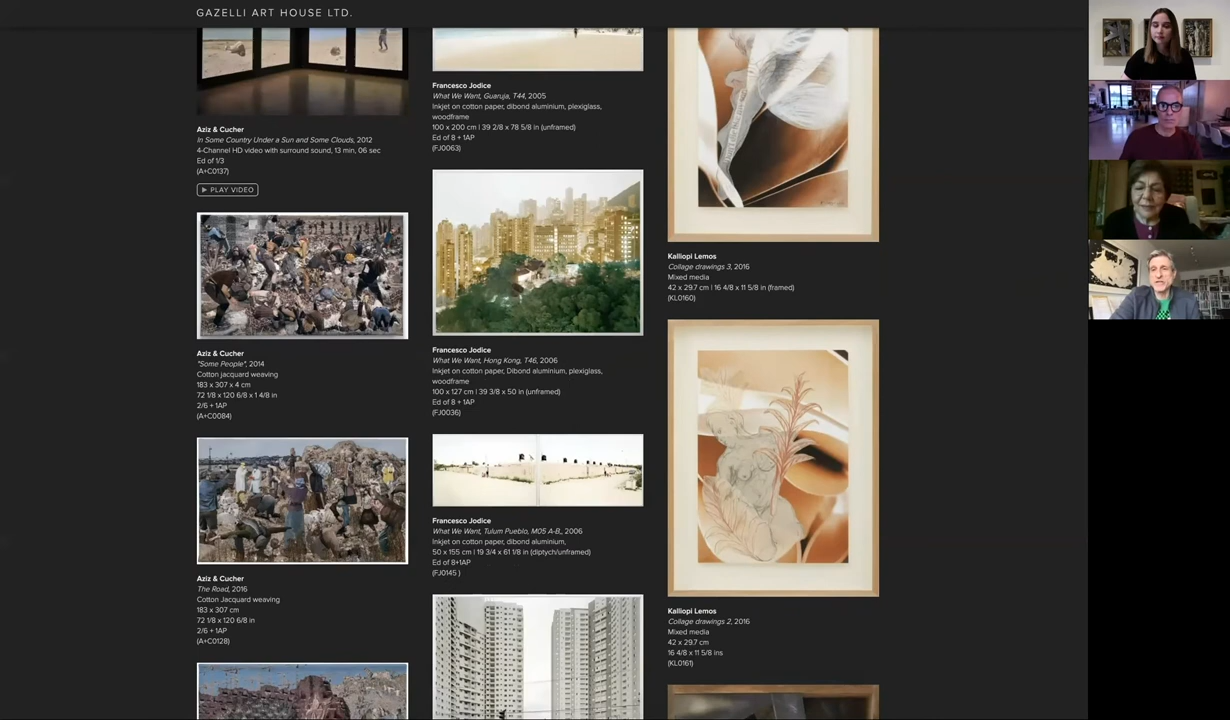 GAZELLI ART HOUSE LTD.
Aziz & Cucher
In Some Country Under a Sun and Some Clouds, 2012
4-Channel HD video with surround sound, 13 min, 06 sec
Ed of 1/3
(A+C0137)
▶ PLAY VIDEO
Aziz & Cucher
"Some People", 2014
Cotton jacquard weaving
183 x 307 x 4 cm
72 1/8 x 120 6/8 x 1 4/8 in
2/6 + 1AP
(A+C0084)
Aziz & Cucher
The Road, 2016
Cotton Jacquard weaving
183 x 307 cm
72 1/8 x 120 6/8 in
2/6 + 1AP
(A+C0128)
Francesco Jodice
What We Want, Guaruja, T44, 2005
Inkjet on cotton paper, dibond aluminium, plexiglass,
woodframe
100 x 200 cm | 39 2/8 x 78 5/8 in (unframed)
Ed of 8 + 1AP
(FJ0063)
Francesco Jodice
What We Want, Hong Kong, T46, 2006
Inkjet on cotton paper, Dibond aluminium, plexiglass,
woodframe
100 x 127 cm | 39 3/8 x 50 in (unframed)
Ed of 8 + 1AP
(FJ0036)
Francesco Jodice
What We Want, Tulum Pueblo, M05 A-B,, 2006
Inkjet on cotton paper, dibond aluminium,
50 x 155 cm | 19 3/4 x 61 1/8 in (diptych/unframed)
Ed of 8+1AP
(FJ0145 )
Kalliopi Lemos
Collage drawings 3, 2016
Mixed media
42 x 29.7 cm | 16 4/8 x 11 5/8 in (framed)
(KL0160)
Kalliopi Lemos
Collage drawings 2, 2016
Mixed media
42 x 29.7 cm
16 4/8 x 11 5/8 ins
(KL0161)